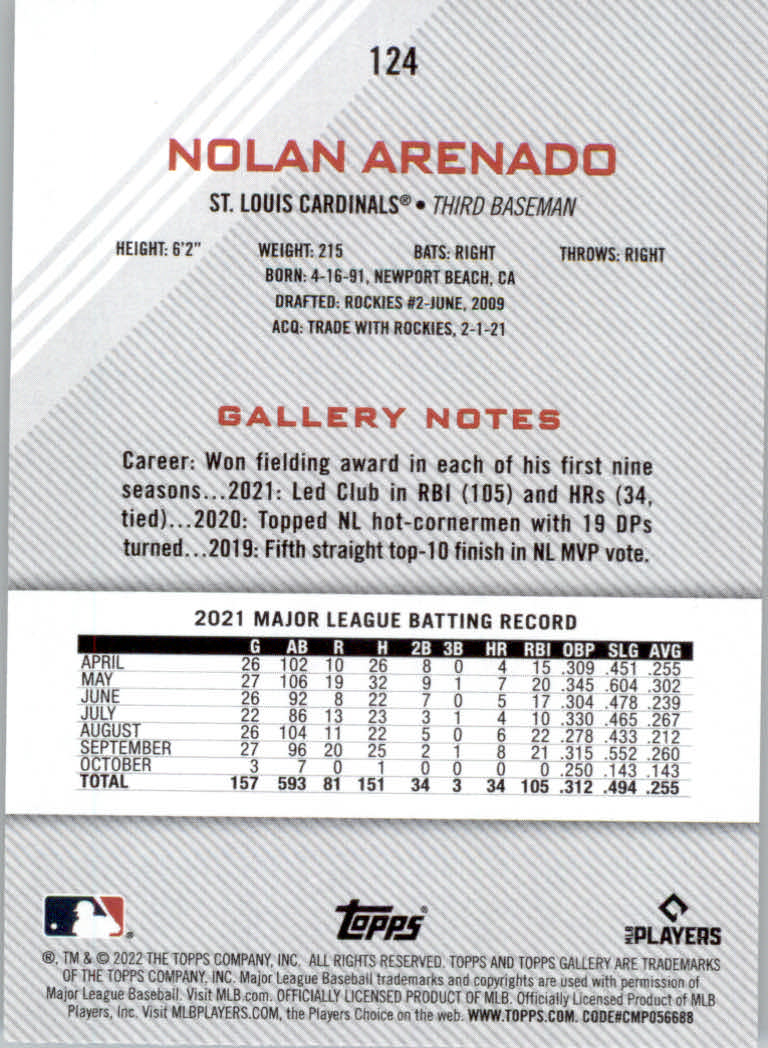 124
NOLAN ARENADO
ST. LOUIS CARDINALS® • THIRD BASEMAN
HEIGHT: 6'2" WEIGHT: 215 BATS: RIGHT THROWS: RIGHT
BORN: 4-16-91, NEWPORT BEACH, CA
DRAFTED: ROCKIES #2-JUNE, 2009
ACQ: TRADE WITH ROCKIES, 2-1-21
GALLERY NOTES
Career: Won fielding award in each of his first nine
seasons...2021: Led Club in RBI (105) and HRs (34,
tied)...2020: Topped NL hot-cornermen with 19 DPs
turned...2019: Fifth straight top-10 finish in NL MVP vote.
2021 MAJOR LEAGUE BATTING RECORD
G AB R H 2B 3B HR RBI OBP SLG AVG
APRIL 26 102 10 26 8 0 4 15 .309 .451 .255
MAY 27 106 19 32 9 1 7 20 .345 .604 .302
JUNE 26 92 8 22 7 0 5 17 .304 .478 .239
JULY 22 86 13 23 3 1 4 10 .330 .465 .267
AUGUST 26 104 11 22 5 0 6 22 .278 .433 .212
SEPTEMBER 27 96 20 25 2 1 8 21 .315 .552 .260
OCTOBER 3 7 0 1 0 0 0 0 .250 .143 .143
TOTAL 157 593 81 151 34 3 34 105 .312 .494 .255
Topps®
MLB PLAYERS
®, TM & © 2022 THE TOPPS COMPANY, INC. ALL RIGHTS RESERVED. TOPPS AND TOPPS GALLERY ARE TRADEMARKS
OF THE TOPPS COMPANY, INC. Major League Baseball trademarks and copyrights are used with permission of
Major League Baseball. Visit MLB.com. OFFICIALLY LICENSED PRODUCT OF MLB. Officially Licensed Product of MLB
Players, Inc. Visit MLBPLAYERS.COM, the Players Choice on the web. WWW.TOPPS.COM. CODE#CMP056688